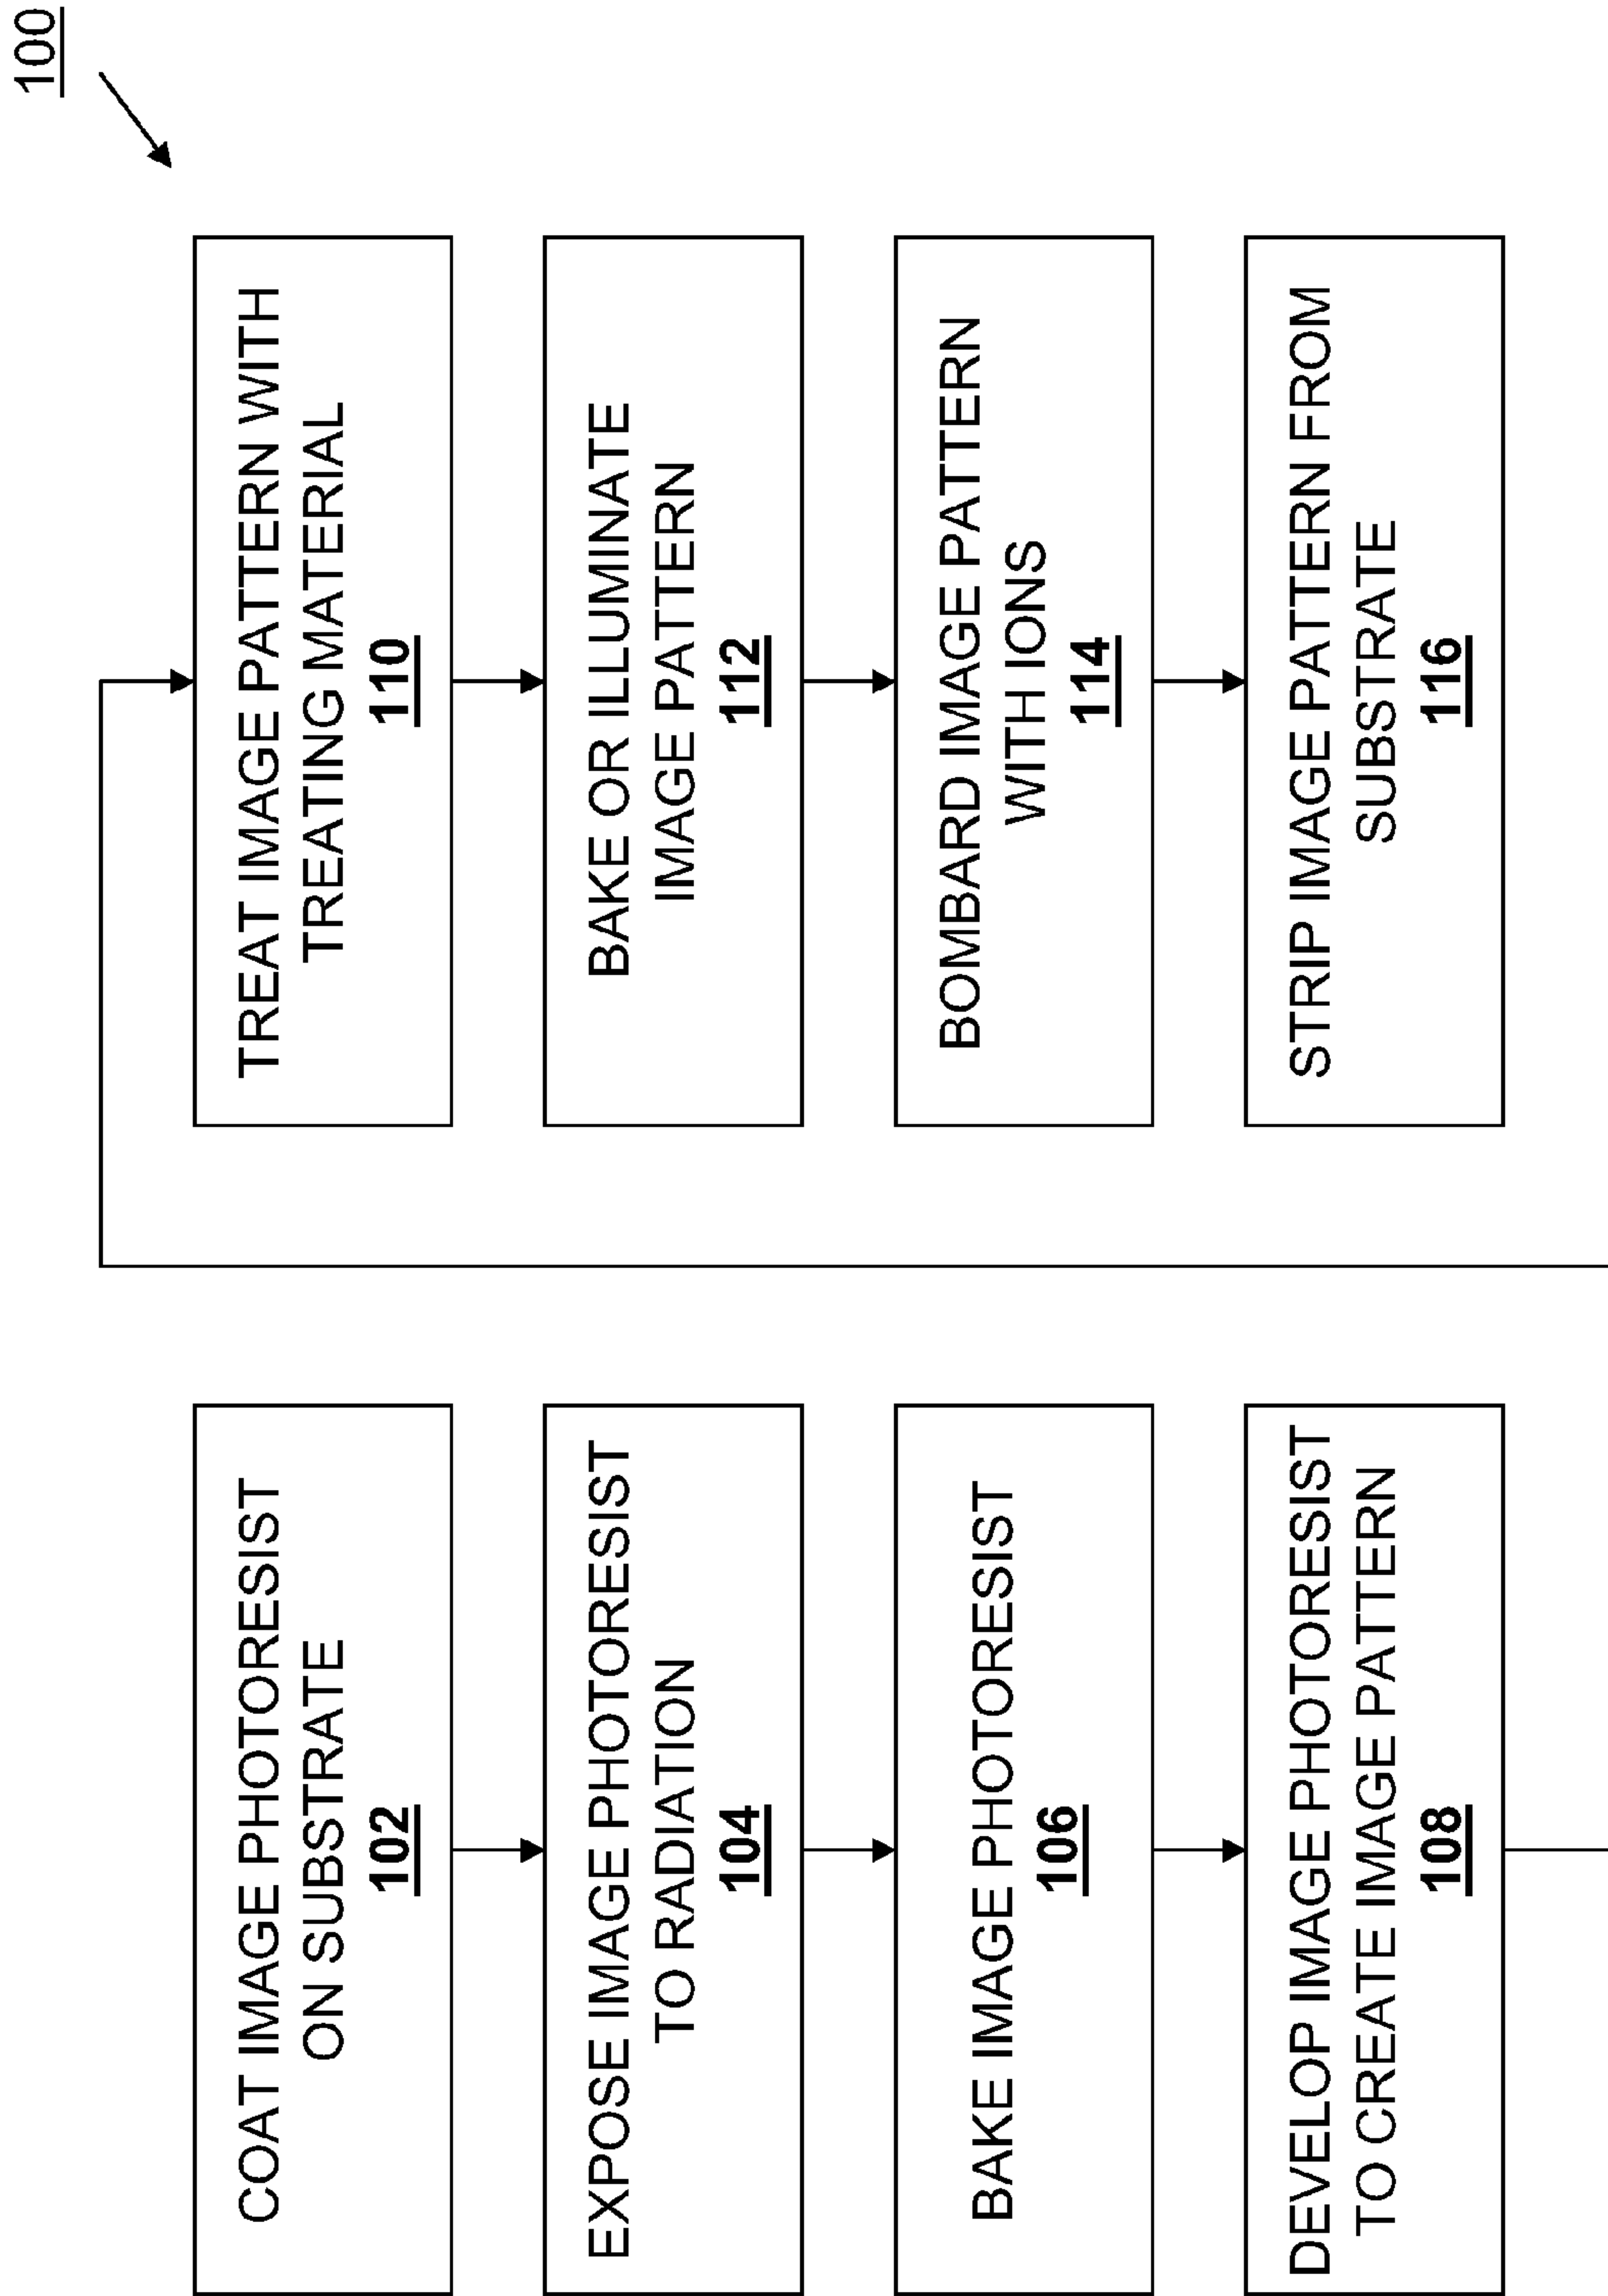 100
COAT IMAGE PHOTORESIST
ON SUBSTRATE
102
EXPOSE IMAGE PHOTORESIST
TO RADIATION
104
BAKE IMAGE PHOTORESIST
106
DEVELOP IMAGE PHOTORESIST
TO CREATE IMAGE PATTERN
108
TREAT IMAGE PATTERN WITH
TREATING MATERIAL
110
BAKE OR ILLUMINATE
IMAGE PATTERN
112
BOMBARD IMAGE PATTERN
WITH IONS
114
STRIP IMAGE PATTERN FROM
SUBSTRATE
116